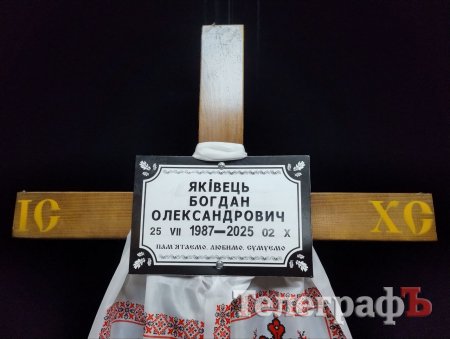 ЯКІВЕЦЬ
БОГДАН
ОЛЕКСАНДРОВИЧ
25 VII 1987—2025 02 X
ПАМ'ЯТАЄМО, ЛЮБИМО, СУМУЄМО
ІС ХС
ТелеграфЪ